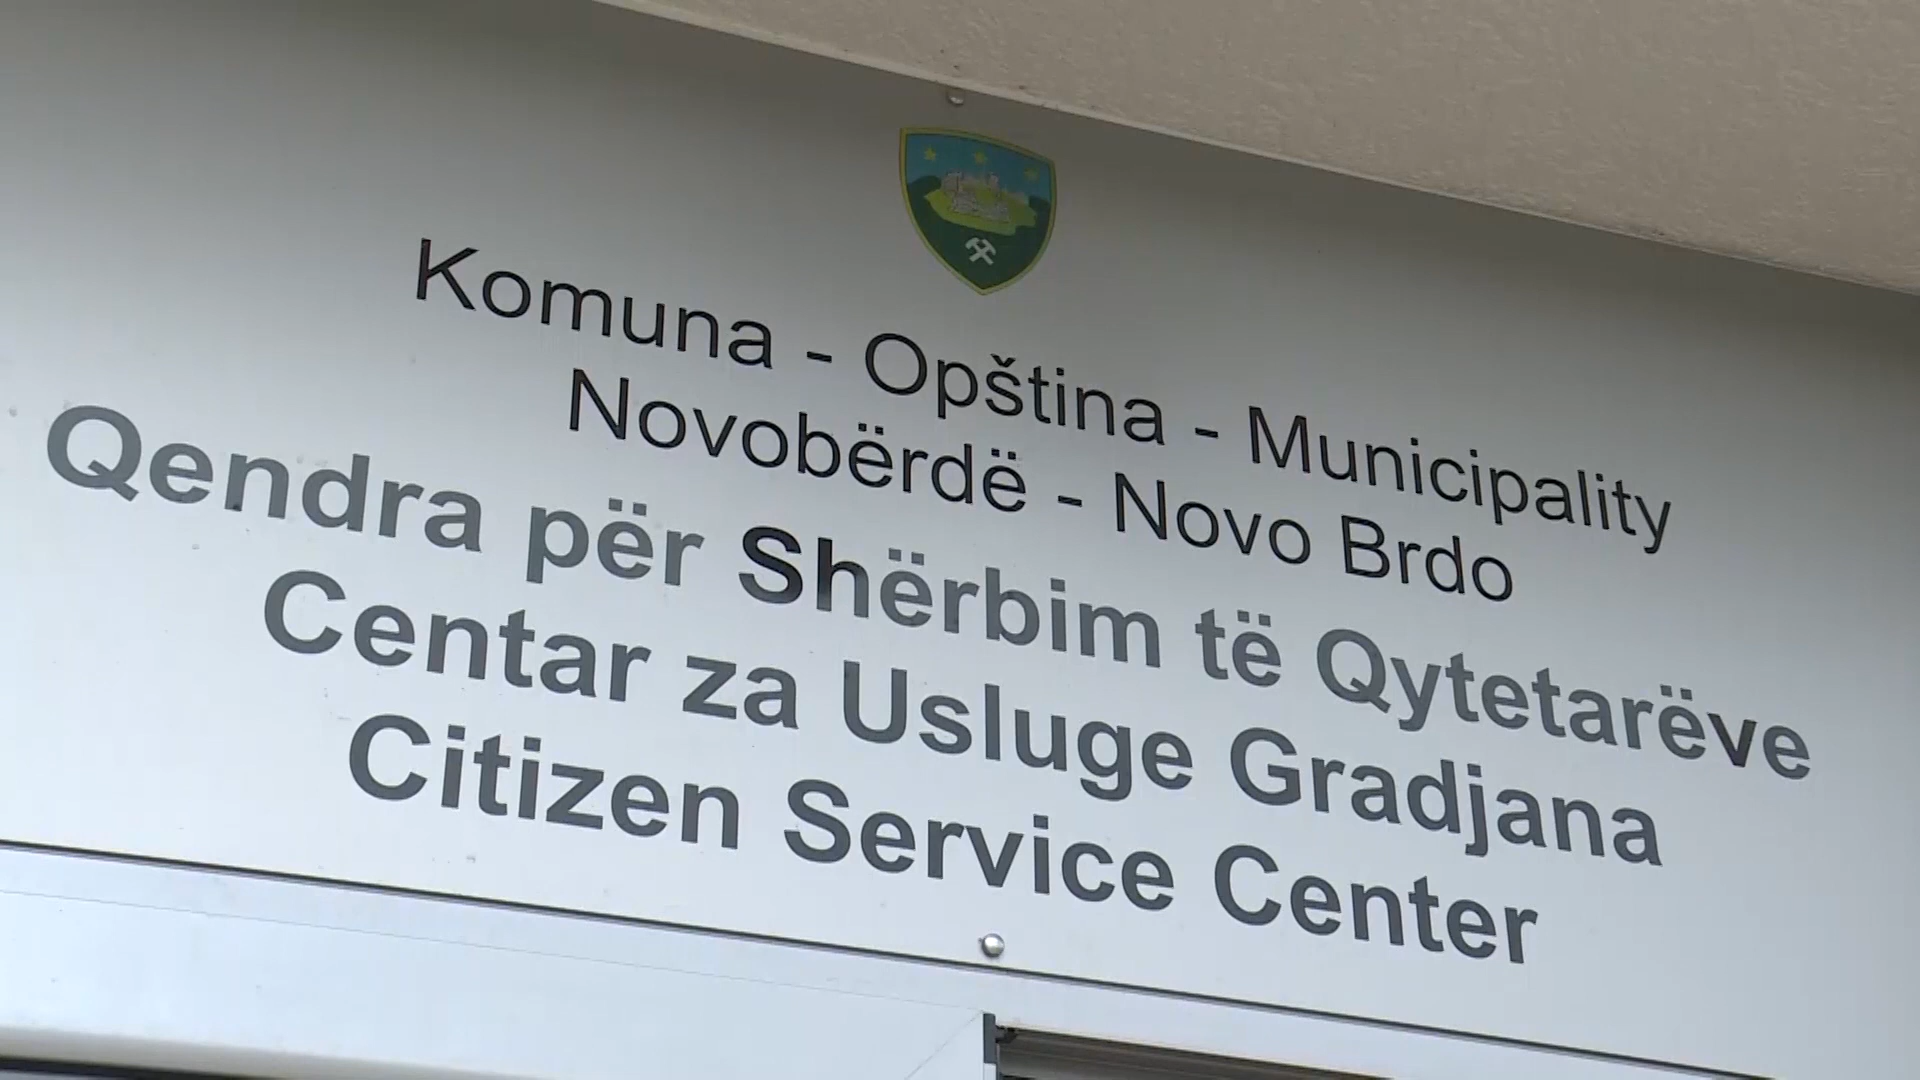 Komuna - Opština - Municipality
Novobërdë - Novo Brdo
Qendra për Shërbim të Qytetarëve
Centar za Usluge Gradjana
Citizen Service Center